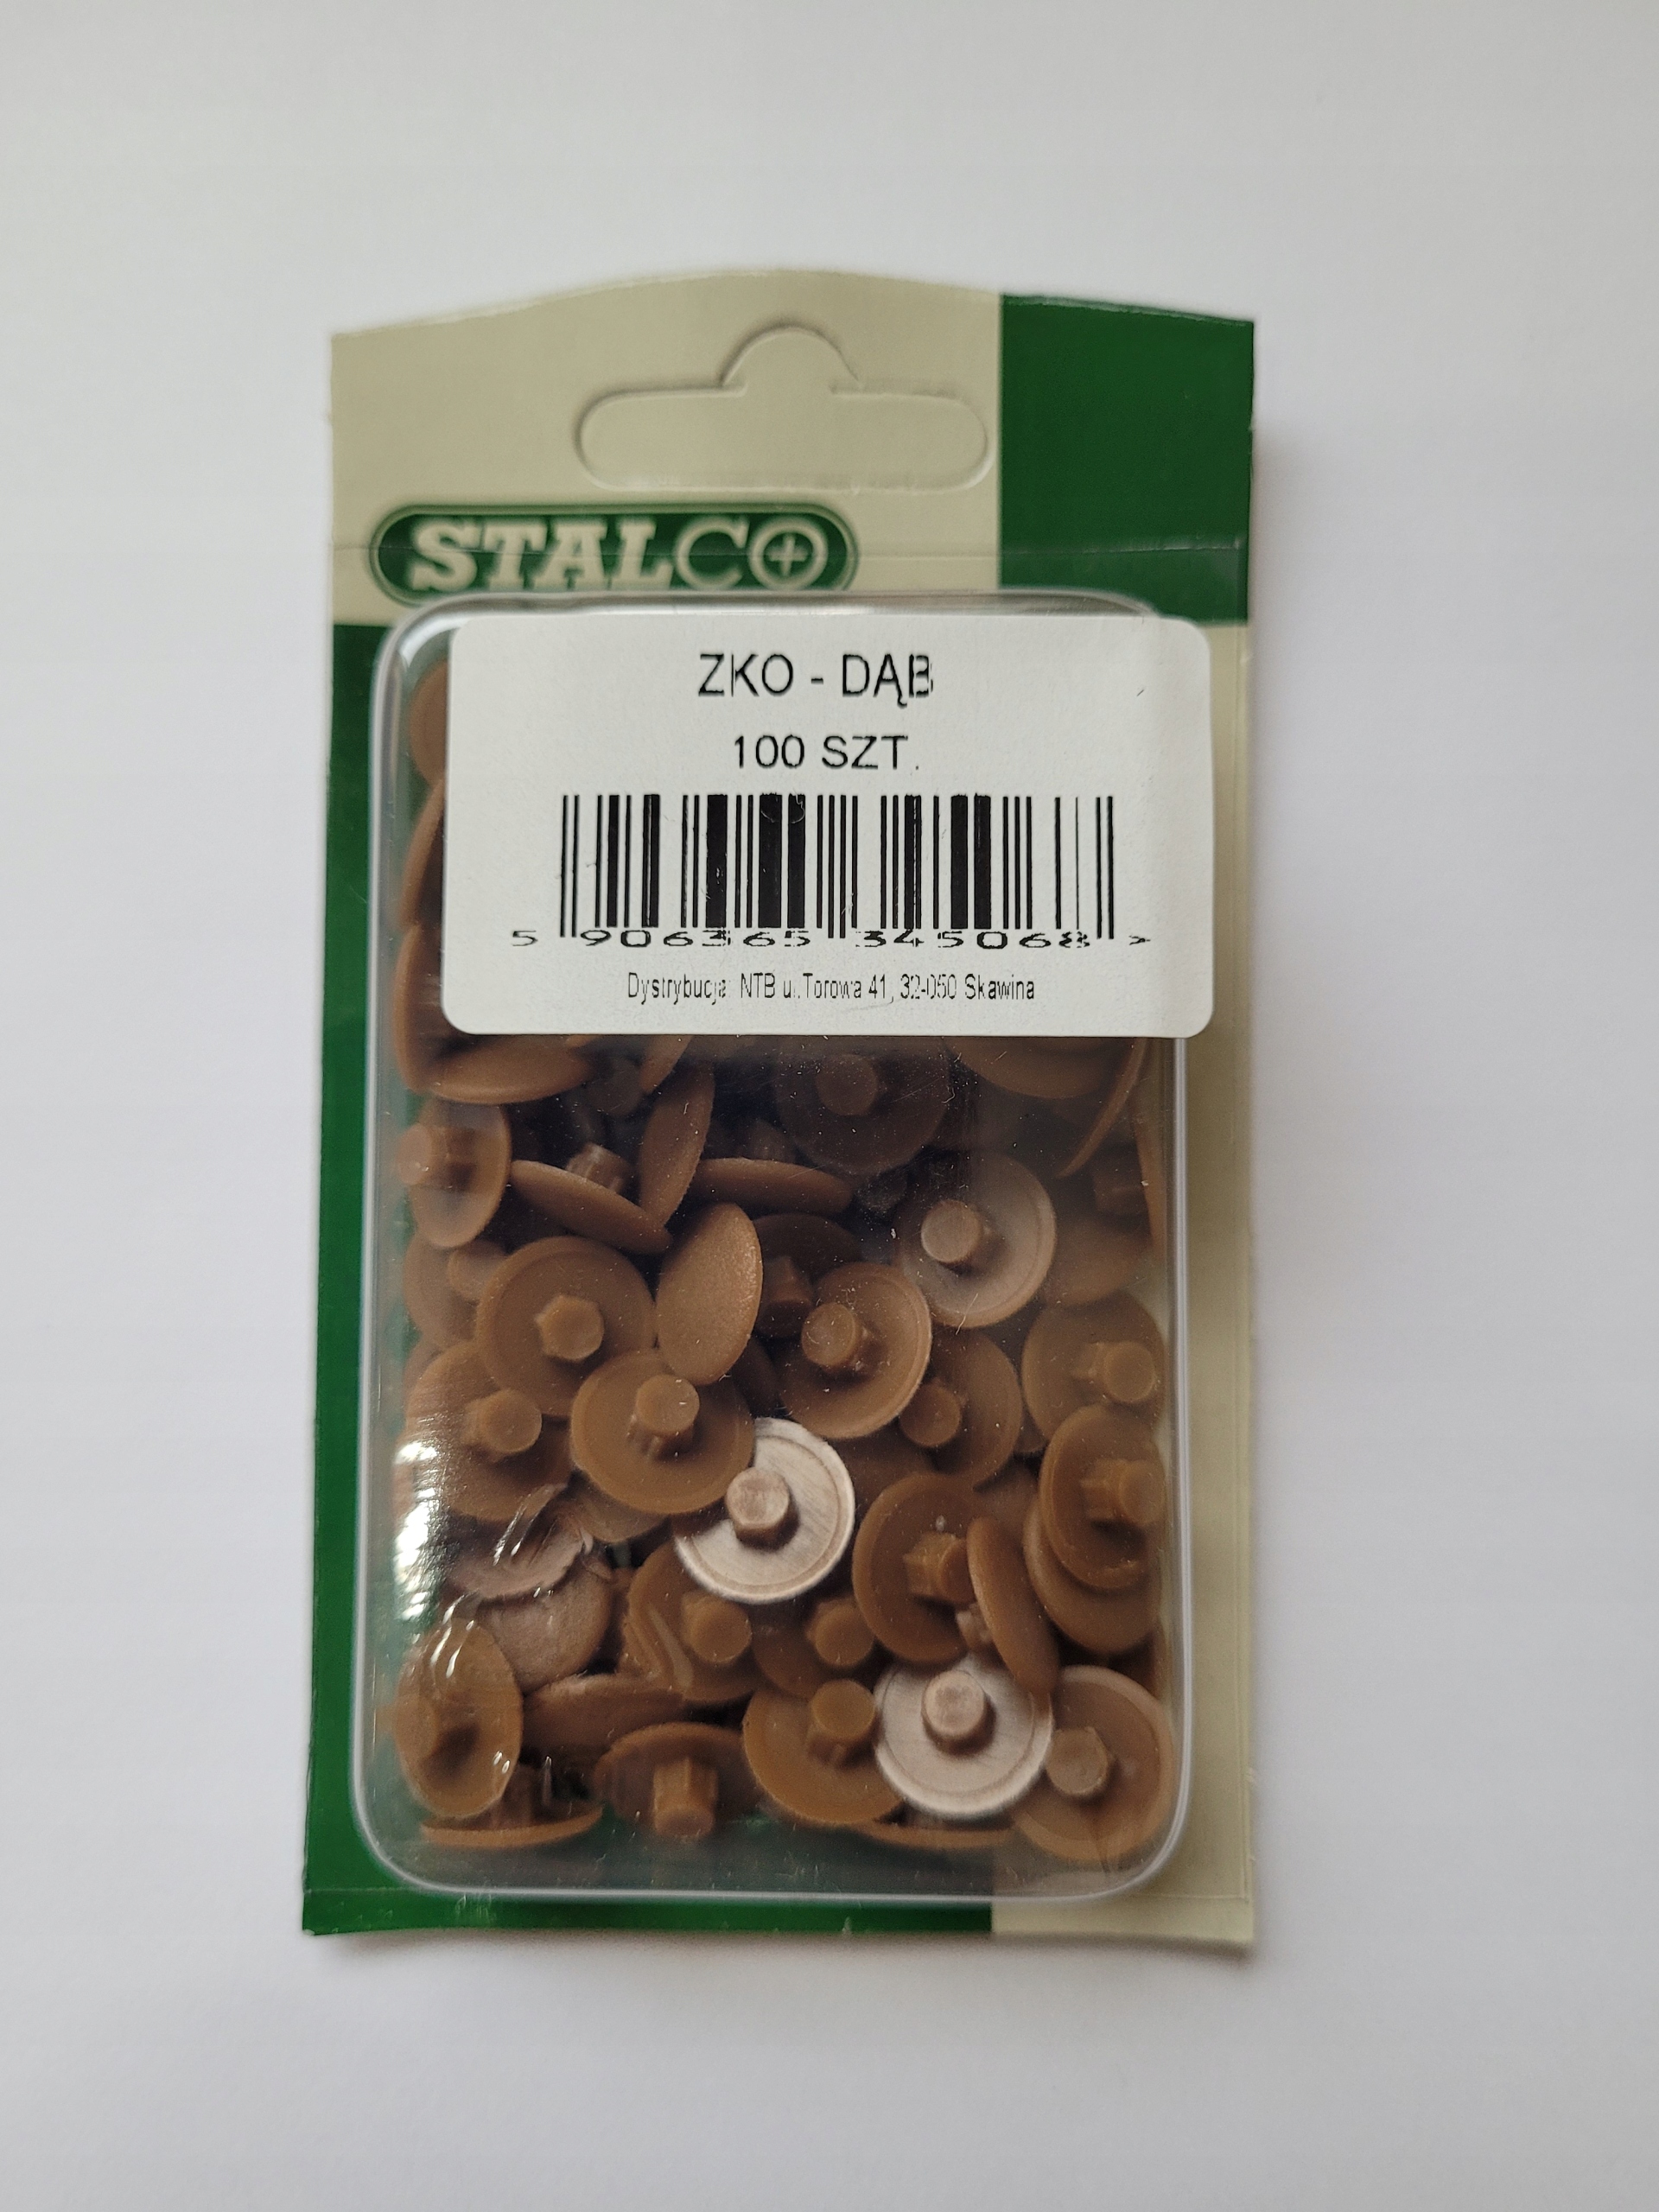 STALCO
ZKO - DĄB
100 SZT.
5 906365 345068 >
Dystrybucja: NTB ul.Torowa 41, 32-050 Skawina